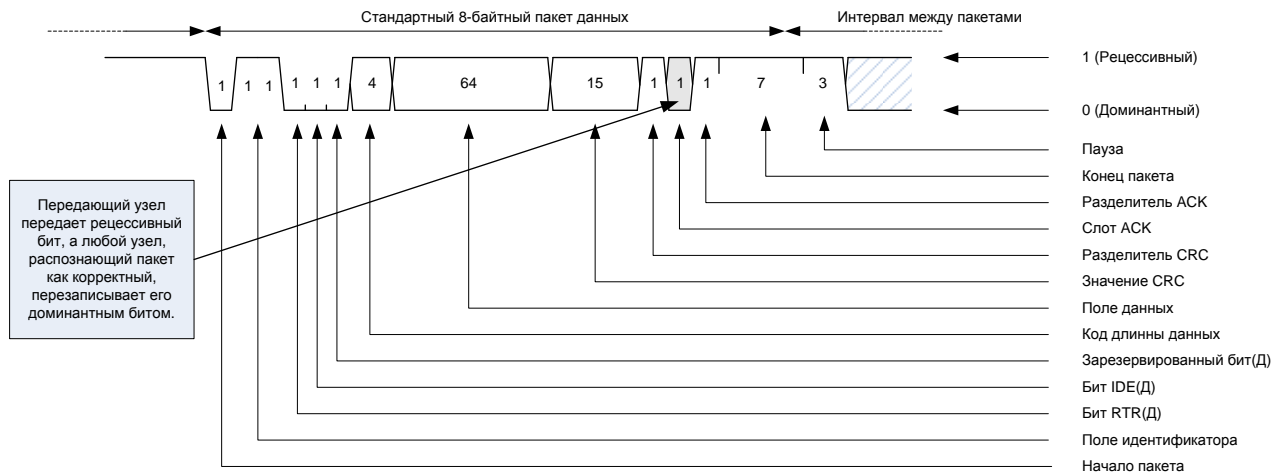 Стандартный 8-байтный пакет данных
Интервал между пакетами
1 1 1 1 1 1 4 64 15 1 1 1 7 3
1 (Рецессивный)
0 (Доминантный)
Пауза
Конец пакета
Разделитель ACK
Слот ACK
Разделитель CRC
Значение CRC
Поле данных
Код длинны данных
Зарезервированный бит(Д)
Бит IDE(Д)
Бит RTR(Д)
Поле идентификатора
Начало пакета
Передающий узел
передает рецессивный
бит, а любой узел,
распознающий пакет
как корректный,
перезаписывает его
доминантным битом.